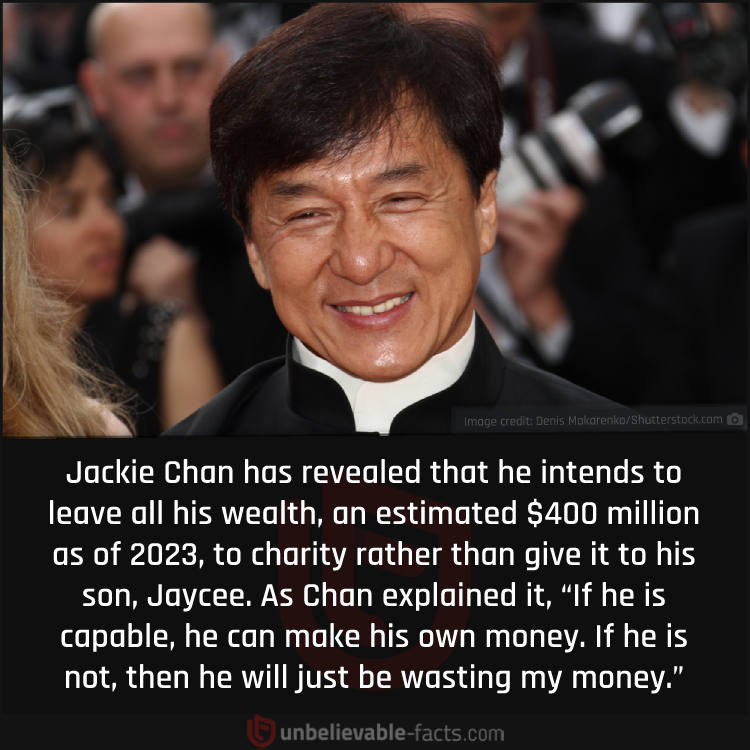 Image credit: Denis Makarenko/Shutterstock.com
Jackie Chan has revealed that he intends to
leave all his wealth, an estimated $400 million
as of 2023, to charity rather than give it to his
son, Jaycee. As Chan explained it, “If he is
capable, he can make his own money. If he is
not, then he will just be wasting my money.”
unbelievable-facts.com